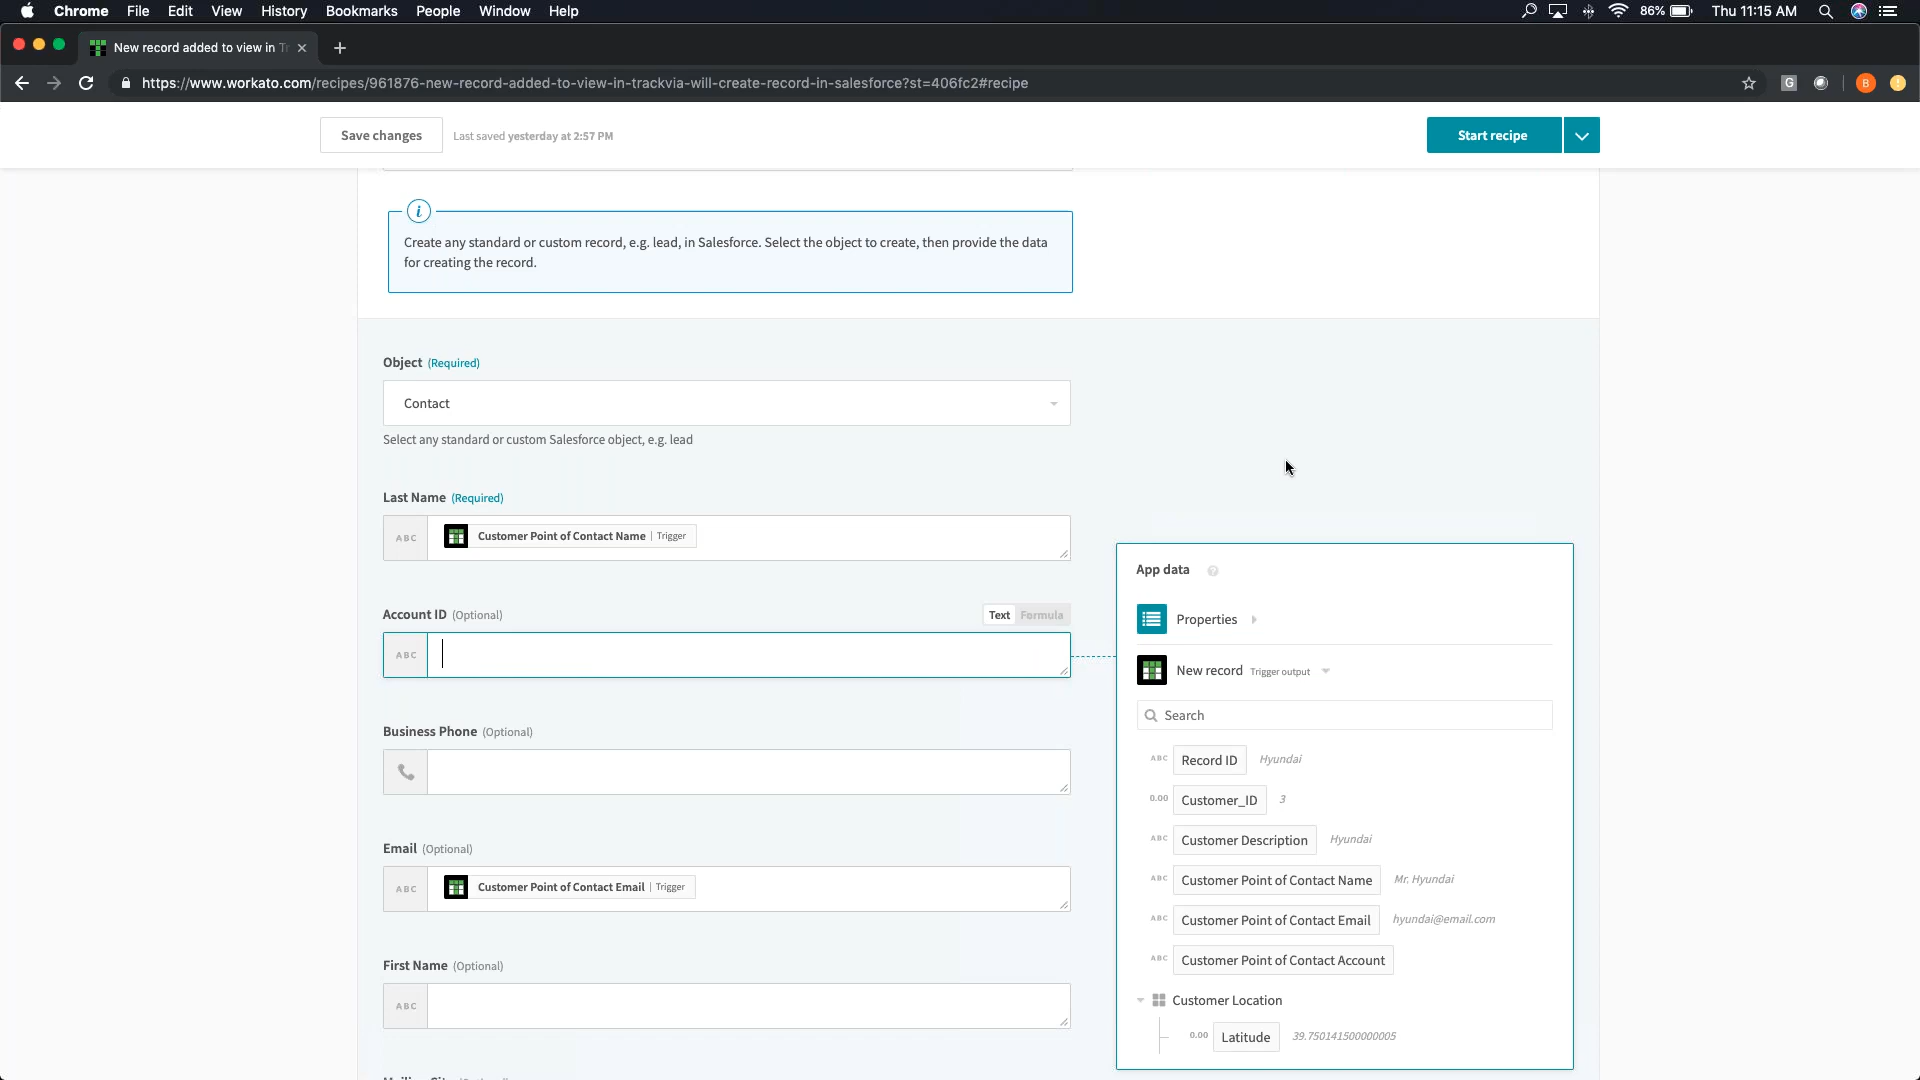 Chrome File Edit View History Bookmarks People Window Help 86% Thu 11:15 AM
New record added to view in Tr
https://www.workato.com/recipes/961876-new-record-added-to-view-in-trackvia-will-create-record-in-salesforce?st=406fc2#recipe
G B
Save changes Last saved yesterday at 2:57 PM Start recipe
i
Create any standard or custom record, e.g. lead, in Salesforce. Select the object to create, then provide the data
for creating the record.
Object (Required)
Contact
Select any standard or custom Salesforce object, e.g. lead
Last Name (Required)
ABC Customer Point of Contact Name | Trigger
Account ID (Optional) Text Formula
ABC
Business Phone (Optional)
Email (Optional)
ABC Customer Point of Contact Email | Trigger
First Name (Optional)
ABC
App data ?
Properties
New record Trigger output
Search
ABC Record ID Hyundai
0.00 Customer_ID 3
ABC Customer Description Hyundai
ABC Customer Point of Contact Name Mr. Hyundai
ABC Customer Point of Contact Email hyundai@email.com
ABC Customer Point of Contact Account
Customer Location
0.00 Latitude 39.750141500000005